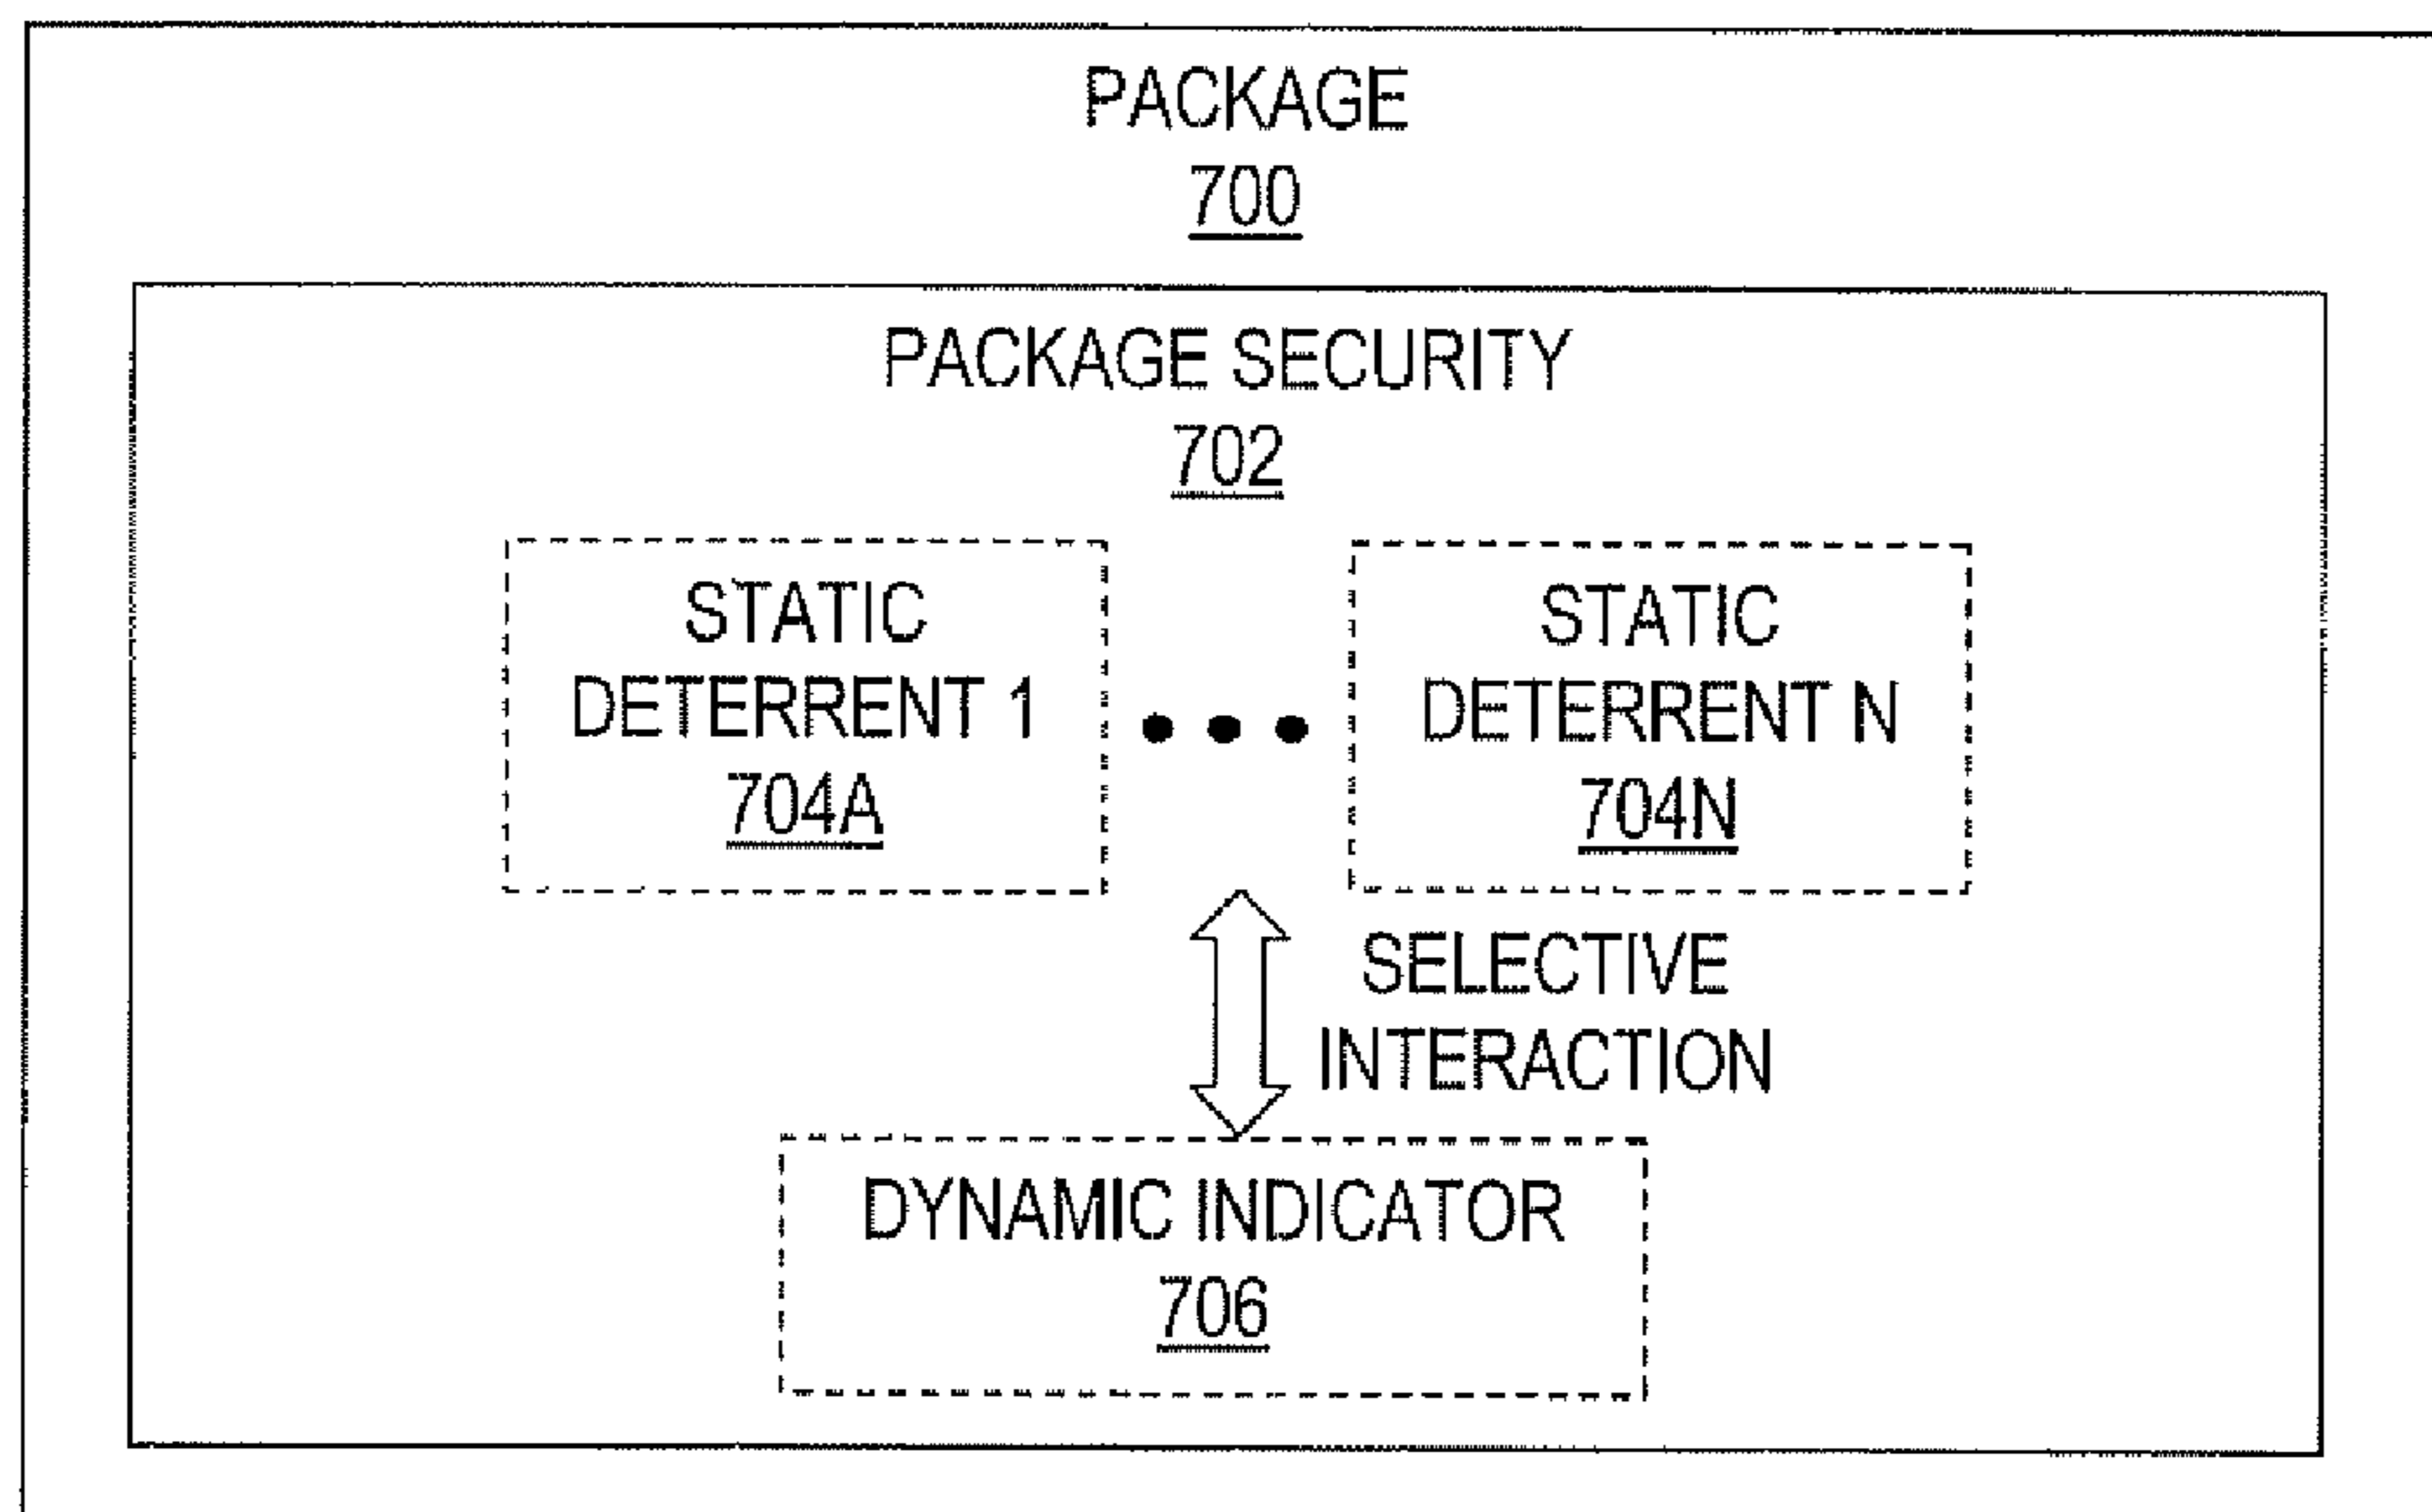 PACKAGE
700
PACKAGE SECURITY
702
STATIC
DETERRENT 1
704A
STATIC
DETERRENT N
704N
SELECTIVE
INTERACTION
DYNAMIC INDICATOR
706